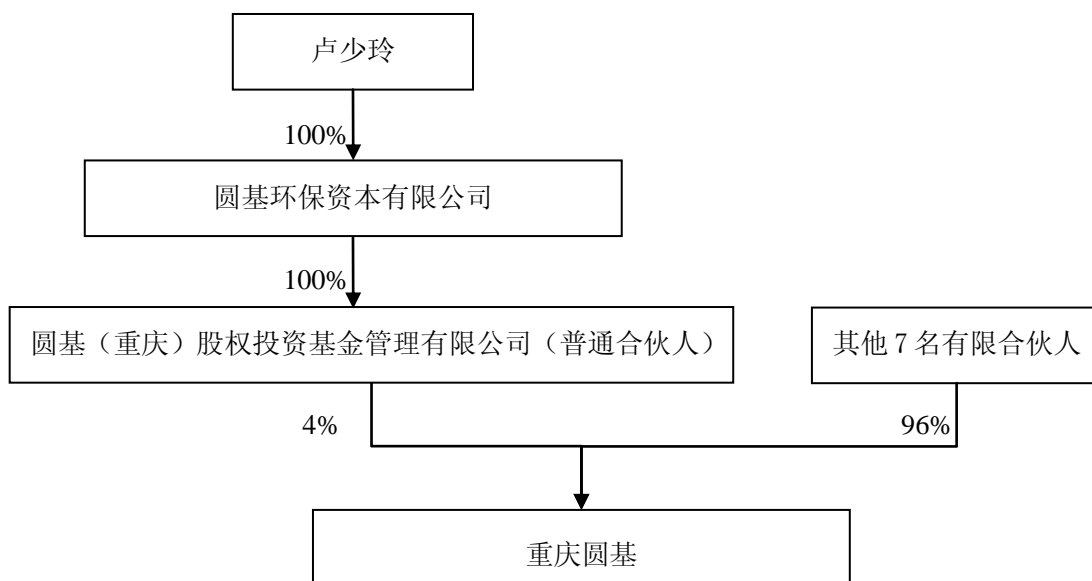 卢少玲
100%
圆基环保资本有限公司
100%
圆基（重庆）股权投资基金管理有限公司（普通合伙人）
其他 7 名有限合伙人
4%
96%
重庆圆基